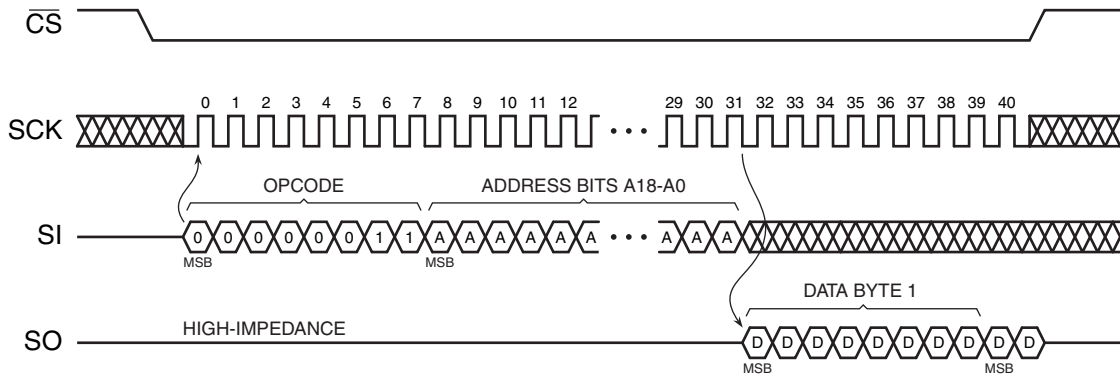 CS
0 1 2 3 4 5 6 7 8 9 10 11 12 29 30 31 32 33 34 35 36 37 38 39 40
SCK
OPCODE ADDRESS BITS A18-A0
SI 0 0 0 0 0 0 1 1 A A A A A A A A A
MSB MSB
DATA BYTE 1
HIGH-IMPEDANCE
SO D D D D D D D D D D
MSB MSB